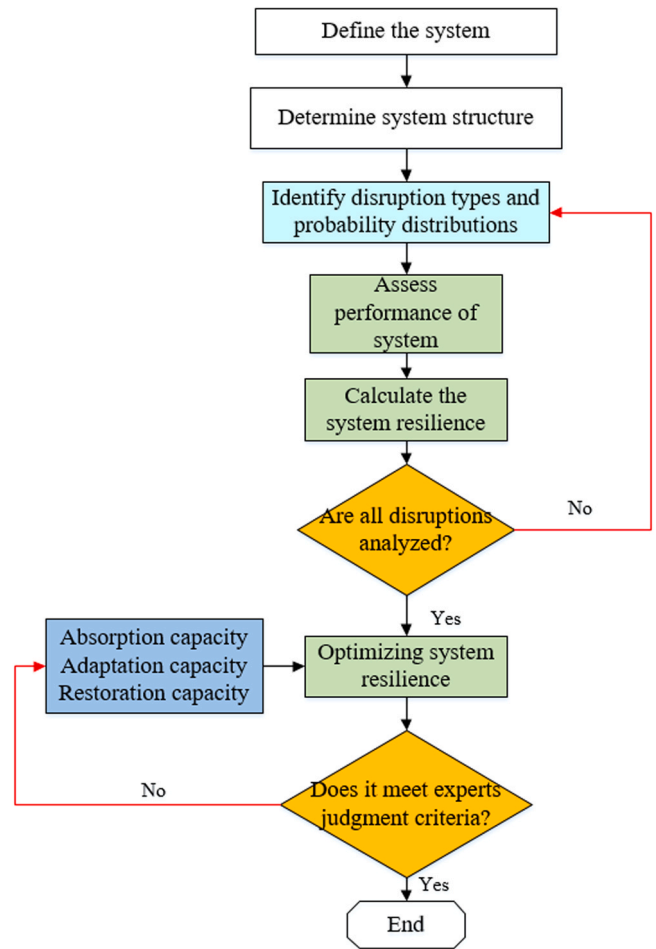 Define the system
Determine system structure
Identify disruption types and
probability distributions
Assess
performance of
system
Calculate the
system resilience
Are all disruptions
analyzed?
No
Yes
Absorption capacity
Adaptation capacity
Restoration capacity
Optimizing system
resilience
Does it meet experts
judgment criteria?
No
Yes
End